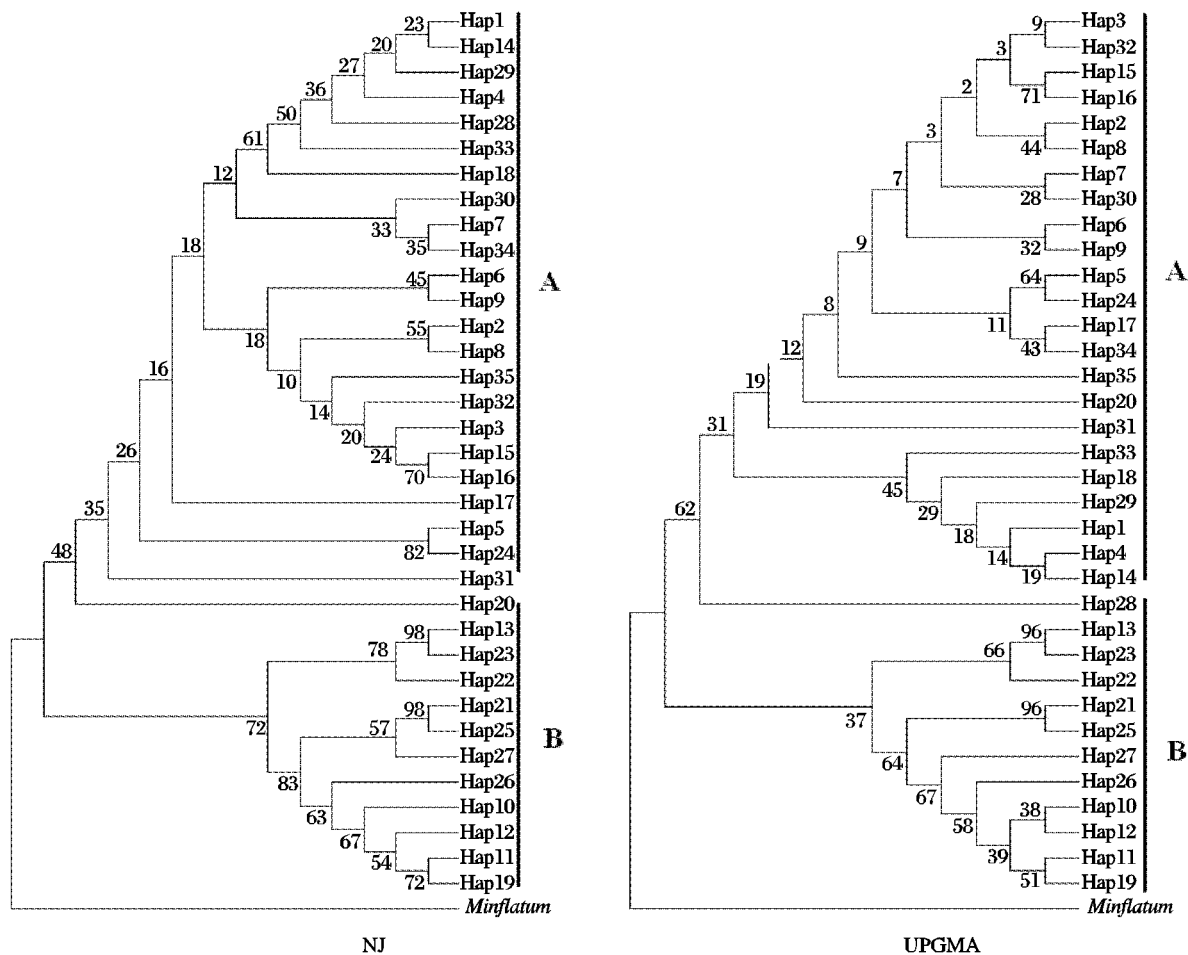 23
Hap1
20
Hap14
27
Hap29
36
Hap4
50
Hap28
61
Hap33
12
Hap18
Hap30
33
Hap7
18
35
Hap34
45
Hap6
A
Hap9
18
55
Hap2
Hap8
10
Hap35
16
14
Hap32
20
Hap3
24
Hap15
26
70
Hap16
35
Hap17
Hap5
48
82
Hap24
Hap31
Hap20
98
Hap13
78
Hap23
Hap22
72
98
Hap21
57
Hap25
B
Hap27
83
Hap26
63
Hap10
67
Hap12
54
Hap11
72
Hap19
Minflatum
NJ
9
Hap3
3
Hap32
2
Hap15
71
Hap16
3
Hap2
44
Hap8
7
Hap7
28
Hap30
9
Hap6
32
Hap9
A
64
Hap5
8
Hap24
11
Hap17
12
43
Hap34
19
Hap35
Hap20
31
Hap31
Hap33
45
Hap18
62
29
Hap29
18
Hap1
14
Hap4
19
Hap14
Hap28
96
Hap13
66
Hap23
Hap22
37
96
Hap21
Hap25
B
64
Hap27
67
Hap26
58
38
Hap10
Hap12
39
Hap11
51
Hap19
Minflatum
UPGMA